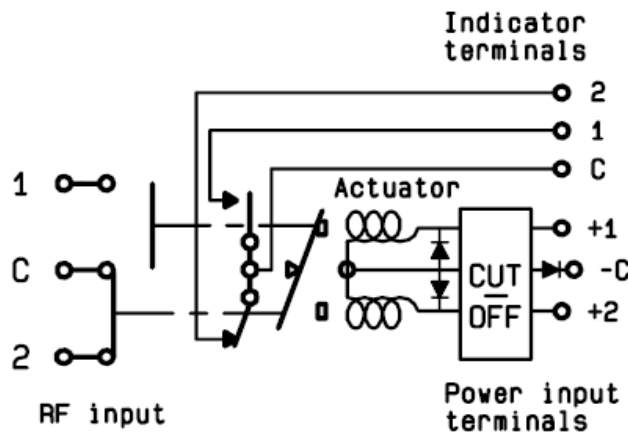 Indicator
terminals
2
1
C
1
Actuator
+1
C
CUT
-C
OFF
+2
2
RF input
Power input
terminals